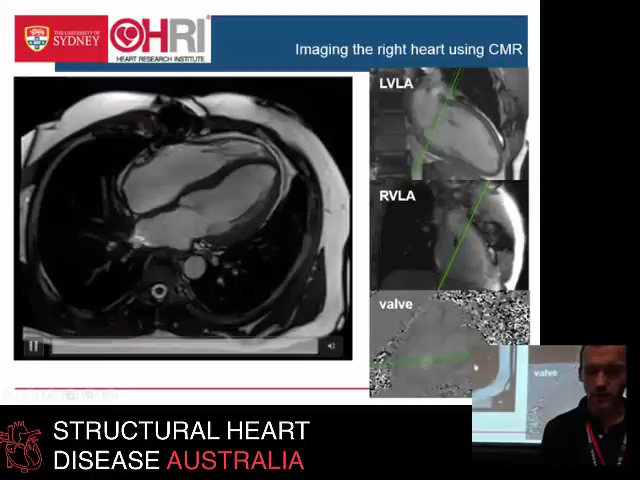 THE UNIVERSITY OF
SYDNEY
OHRI
HEART RESEARCH INSTITUTE
Imaging the right heart using CMR
LVLA
RVLA
valve
valve
STRUCTURAL HEART
DISEASE AUSTRALIA